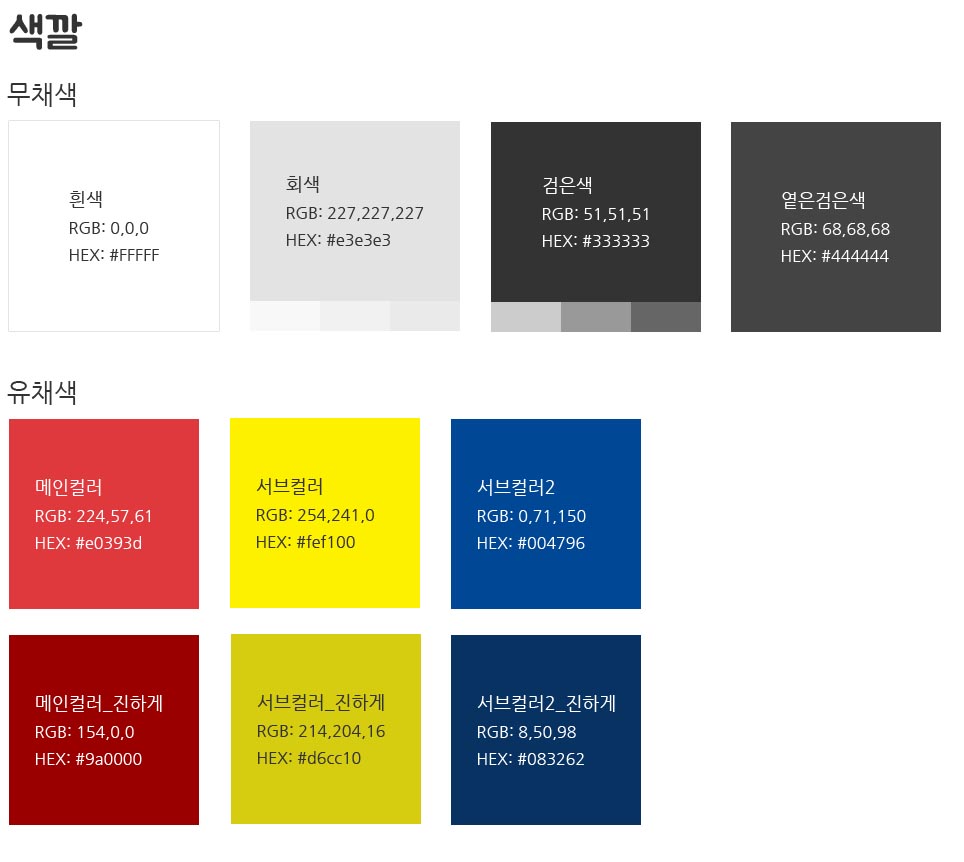 색깔
무채색
흰색
RGB: 0,0,0
HEX: #FFFFF
회색
RGB: 227,227,227
HEX: #e3e3e3
검은색
RGB: 51,51,51
HEX: #333333
옅은검은색
RGB: 68,68,68
HEX: #444444
유채색
메인컬러
RGB: 224,57,61
HEX: #e0393d
서브컬러
RGB: 254,241,0
HEX: #fef100
서브컬러2
RGB: 0,71,150
HEX: #004796
메인컬러_진하게
RGB: 154,0,0
HEX: #9a0000
서브컬러_진하게
RGB: 214,204,16
HEX: #d6cc10
서브컬러2_진하게
RGB: 8,50,98
HEX: #083262